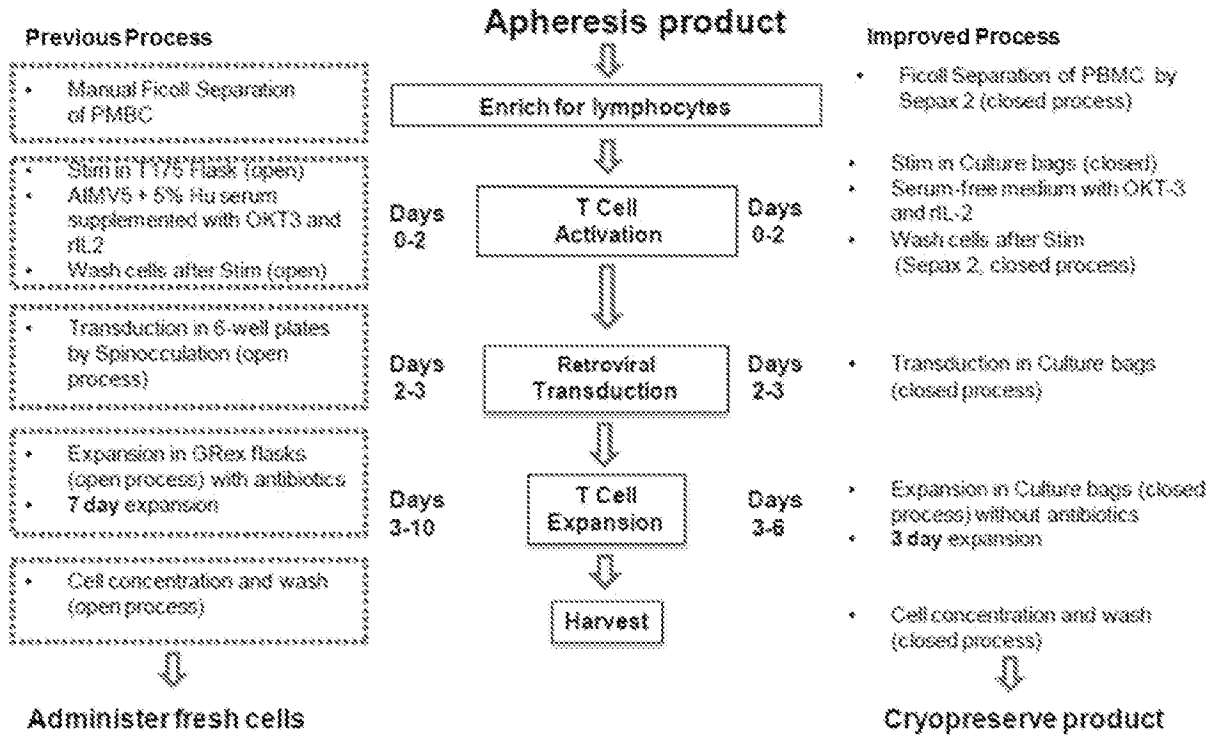 Apheresis product
Previous Process
• Manual Ficoll Separation
of PMBC
• Stim in T175 Flask (open)
• AIMV5 + 5% Hu serum
supplemented with OKT3 and
rIL2
• Wash cells after Stim (open)
• Transduction in 6-well plates
by Spinocculation (open
process)
• Expansion in GRex flasks
(open process) with antibiotics
• 7 day expansion
• Cell concentration and wash
(open process)
Administer fresh cells
Enrich for lymphocytes
Days
0-2
T Cell
Activation
Days
0-2
Days
2-3
Retroviral
Transduction
Days
2-3
Days
3-10
T Cell
Expansion
Days
3-6
Harvest
Improved Process
• Ficoll Separation of PBMC by
Sepax 2 (closed process)
• Stim in Culture bags (closed)
• Serum-free medium with OKT-3
and rIL-2
• Wash cells after Stim
(Sepax 2, closed process)
• Transduction in Culture bags
(closed process)
• Expansion in Culture bags (closed
process) without antibiotics
• 3 day expansion
• Cell concentration and wash
(closed process)
Cryopreserve product